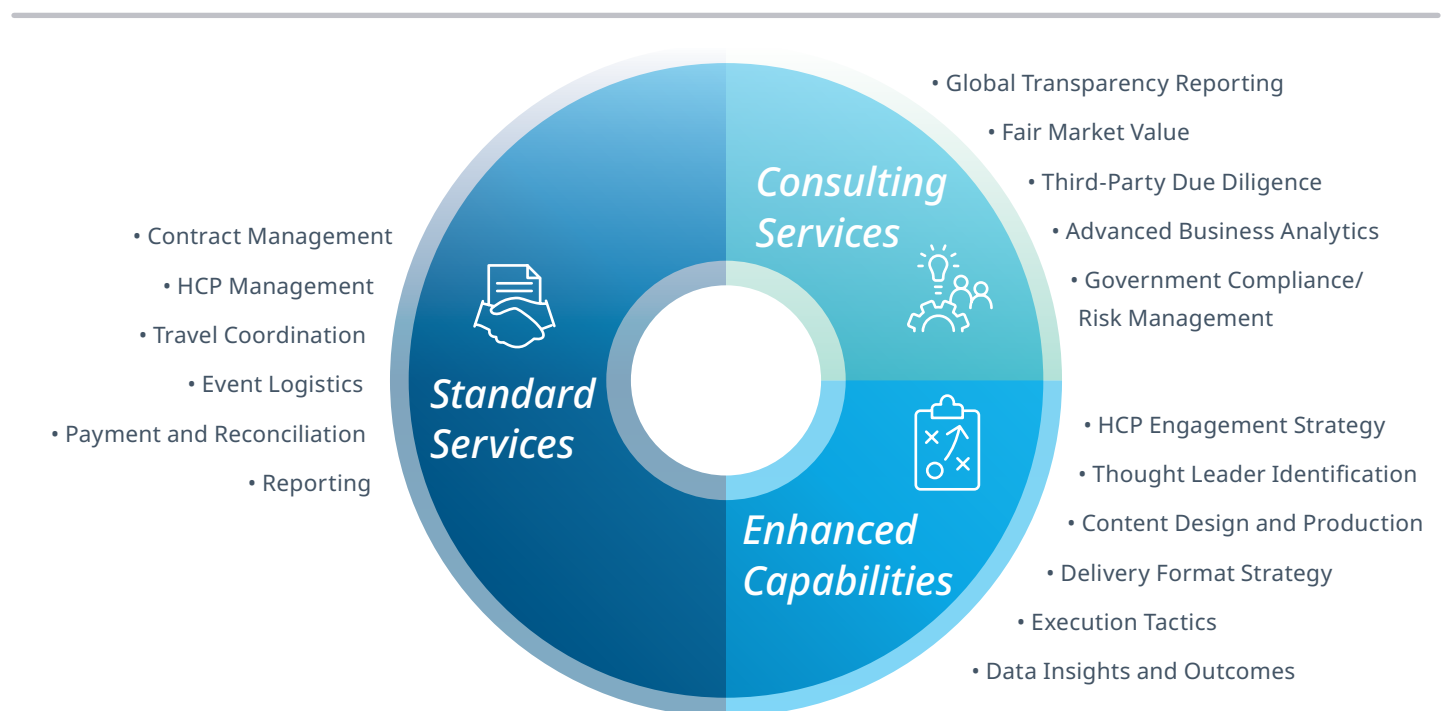 • Contract Management
• HCP Management
• Travel Coordination
• Event Logistics
• Payment and Reconciliation
• Reporting
Standard
Services
Consulting
Services
• Global Transparency Reporting
• Fair Market Value
• Third-Party Due Diligence
• Advanced Business Analytics
• Government Compliance/
Risk Management
Enhanced
Capabilities
• HCP Engagement Strategy
• Thought Leader Identification
• Content Design and Production
• Delivery Format Strategy
• Execution Tactics
• Data Insights and Outcomes